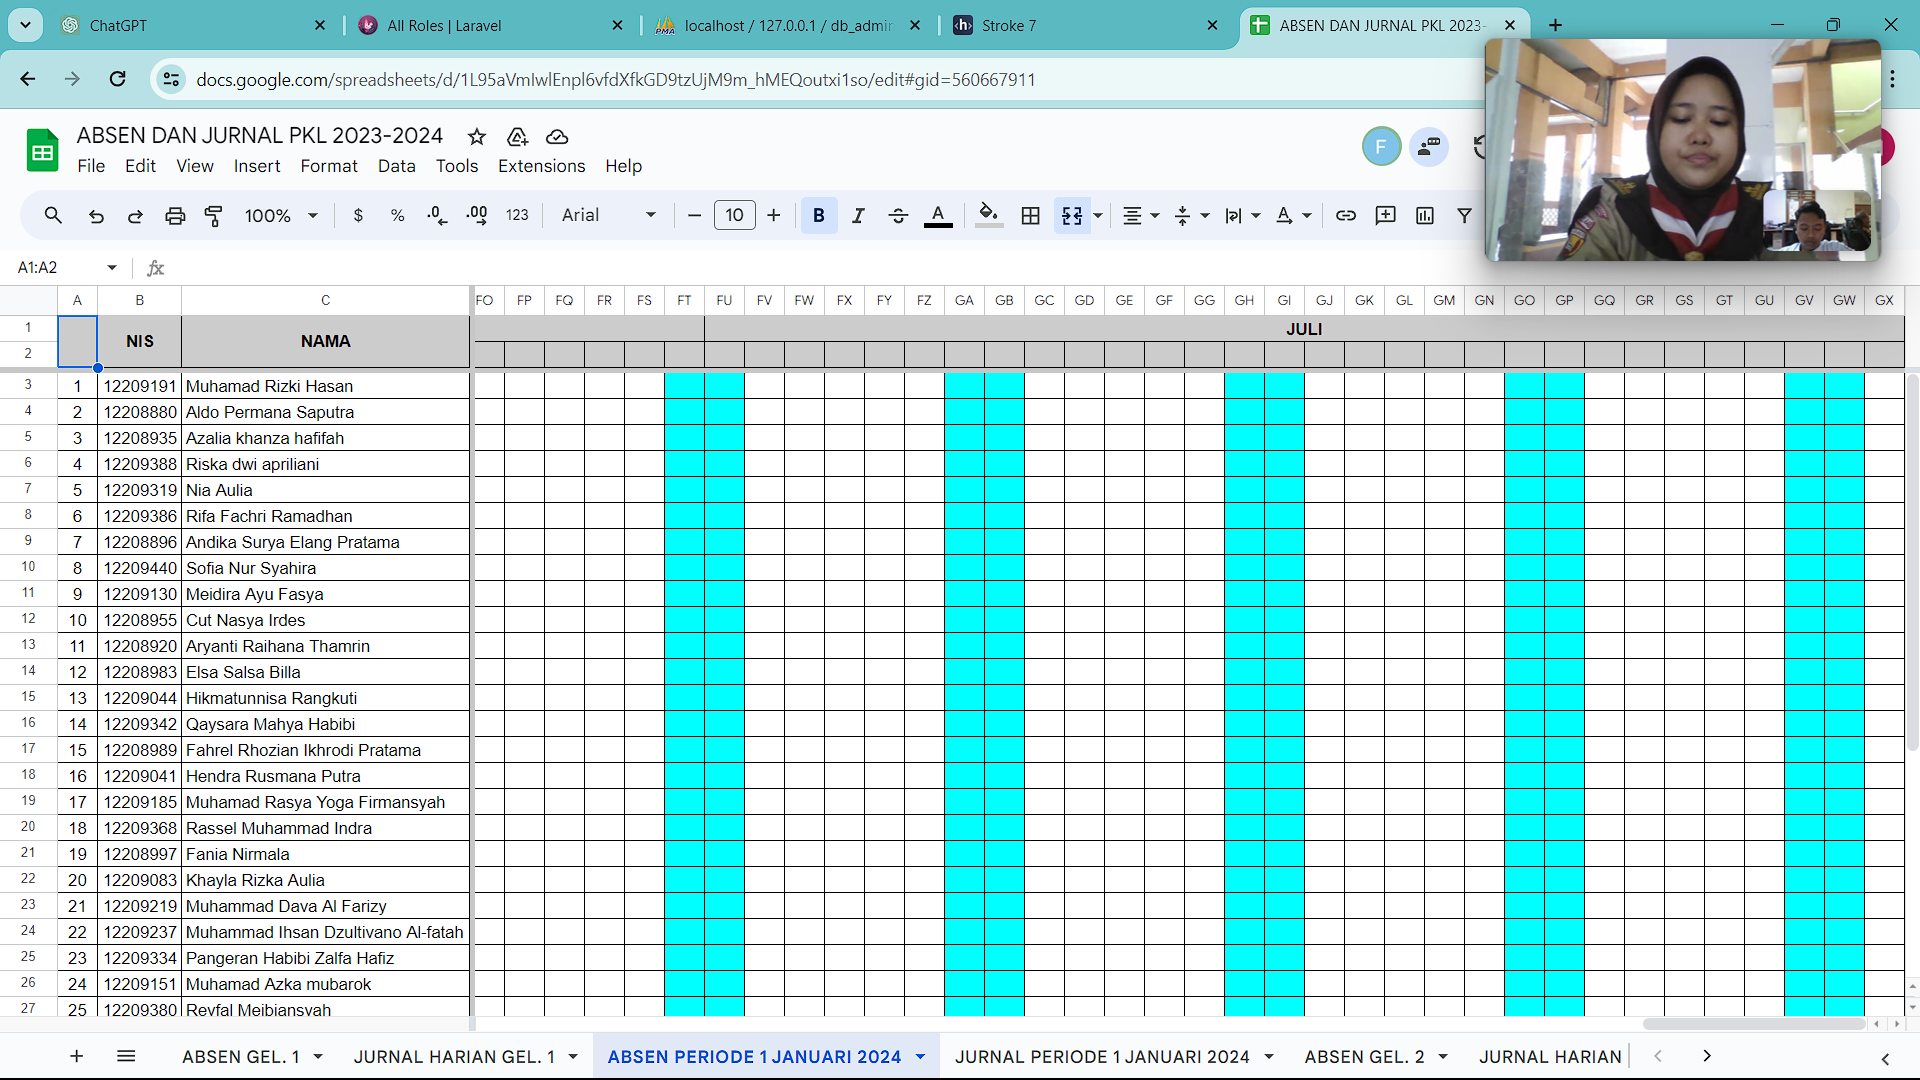 ChatGPT
All Roles | Laravel
localhost / 127.0.0.1 / db_admin
Stroke 7
ABSEN DAN JURNAL PKL 2023-
docs.google.com/spreadsheets/d/1L95aVmIwlEnpl6vfdXfkGD9tzUjM9m_hMEQoutxi1so/edit#gid=560667911
ABSEN DAN JURNAL PKL 2023-2024
File Edit View Insert Format Data Tools Extensions Help
F
100% $ % .0 .00 123 Arial 10 B I S A
A1:A2 fx
A B C FO FP FQ FR FS FT FU FV FW FX FY FZ GA GB GC GD GE GF GG GH GI GJ GK GL GM GN GO GP GQ GR GS GT GU GV GW GX
1 NIS NAMA JULI
2
3 1 12209191 Muhamad Rizki Hasan
4 2 12208880 Aldo Permana Saputra
5 3 12208935 Azalia khanza hafifah
6 4 12209388 Riska dwi apriliani
7 5 12209319 Nia Aulia
8 6 12209386 Rifa Fachri Ramadhan
9 7 12208896 Andika Surya Elang Pratama
10 8 12209440 Sofia Nur Syahira
11 9 12209130 Meidira Ayu Fasya
12 10 12208955 Cut Nasya Irdes
13 11 12208920 Aryanti Raihana Thamrin
14 12 12208983 Elsa Salsa Billa
15 13 12209044 Hikmatunnisa Rangkuti
16 14 12209342 Qaysara Mahya Habibi
17 15 12208989 Fahrel Rhozian Ikhrodi Pratama
18 16 12209041 Hendra Rusmana Putra
19 17 12209185 Muhamad Rasya Yoga Firmansyah
20 18 12209368 Rassel Muhammad Indra
21 19 12208997 Fania Nirmala
22 20 12209083 Khayla Rizka Aulia
23 21 12209219 Muhammad Dava Al Farizy
24 22 12209237 Muhammad Ihsan Dzultivano Al-fatah
25 23 12209334 Pangeran Habibi Zalfa Hafiz
26 24 12209151 Muhamad Azka mubarok
27 25 12209380 Revfal Meibiansyah
ABSEN GEL. 1 JURNAL HARIAN GEL. 1 ABSEN PERIODE 1 JANUARI 2024 JURNAL PERIODE 1 JANUARI 2024 ABSEN GEL. 2 JURNAL HARIAN